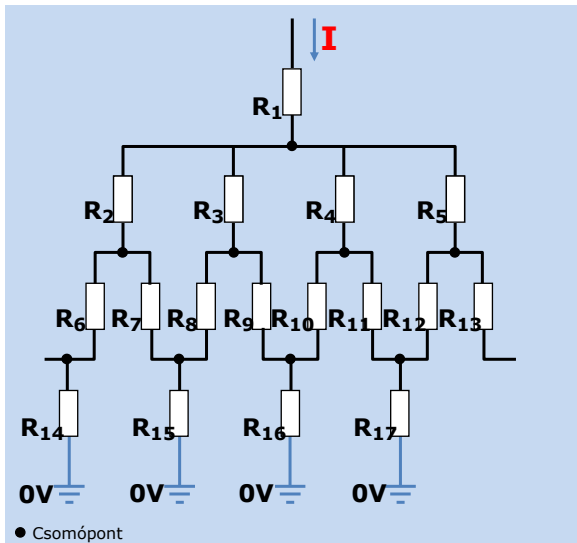 I
R₁
R₂ R₃ R₄ R₅
R₆ R₇ R₈ R₉ R₁₀ R₁₁ R₁₂ R₁₃
R₁₄ R₁₅ R₁₆ R₁₇
0V 0V 0V 0V
Csomópont